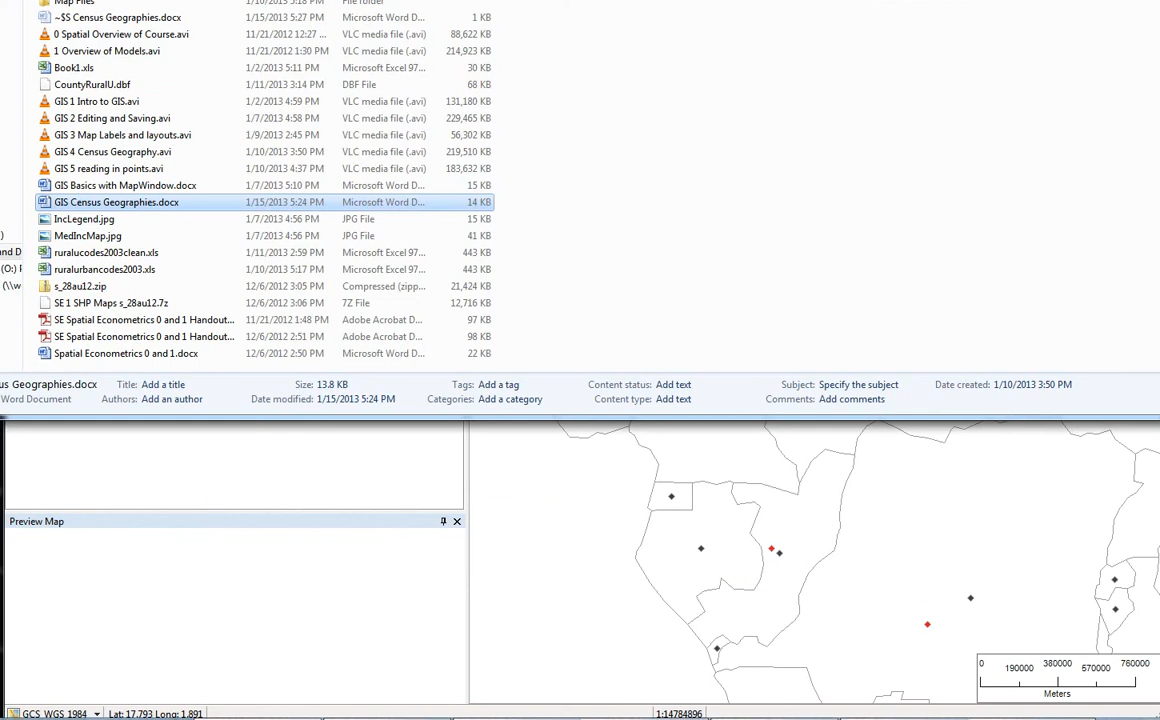 Map Files 1/10/2013 5:18 PM File folder
~$S Census Geographies.docx 1/15/2013 5:27 PM Microsoft Word D... 1 KB
0 Spatial Overview of Course.avi 11/21/2012 12:27 ... VLC media file (.avi) 88,622 KB
1 Overview of Models.avi 11/21/2012 1:30 PM VLC media file (.avi) 214,923 KB
Book1.xls 1/2/2013 5:11 PM Microsoft Excel 97... 30 KB
CountyRuralU.dbf 1/11/2013 3:14 PM DBF File 68 KB
GIS 1 Intro to GIS.avi 1/2/2013 4:59 PM VLC media file (.avi) 131,180 KB
GIS 2 Editing and Saving.avi 1/7/2013 4:58 PM VLC media file (.avi) 229,465 KB
GIS 3 Map Labels and layouts.avi 1/9/2013 2:45 PM VLC media file (.avi) 56,302 KB
GIS 4 Census Geography.avi 1/10/2013 3:50 PM VLC media file (.avi) 219,510 KB
GIS 5 reading in points.avi 1/10/2013 4:37 PM VLC media file (.avi) 183,632 KB
GIS Basics with MapWindow.docx 1/7/2013 5:10 PM Microsoft Word D... 15 KB
GIS Census Geographies.docx 1/15/2013 5:24 PM Microsoft Word D... 14 KB
IncLegend.jpg 1/7/2013 4:56 PM JPG File 15 KB
) MedIncMap.jpg 1/7/2013 4:56 PM JPG File 41 KB
nd D ruralucodes2003clean.xls 1/11/2013 2:59 PM Microsoft Excel 97... 443 KB
(O:) ruralurbancodes2003.xls 1/10/2013 5:17 PM Microsoft Excel 97... 443 KB
(\\w s_28au12.zip 12/6/2012 3:05 PM Compressed (zipp... 21,424 KB
SE 1 SHP Maps s_28au12.7z 12/6/2012 3:06 PM 7Z File 12,716 KB
SE Spatial Econometrics 0 and 1 Handout... 11/21/2012 1:48 PM Adobe Acrobat D... 97 KB
SE Spatial Econometrics 0 and 1 Handout... 12/6/2012 2:51 PM Adobe Acrobat D... 98 KB
Spatial Econometrics 0 and 1.docx 12/6/2012 2:50 PM Microsoft Word D... 22 KB
us Geographies.docx Title: Add a title Size: 13.8 KB Tags: Add a tag Content status: Add text Subject: Specify the subject Date created: 1/10/2013 3:50 PM
Word Document Authors: Add an author Date modified: 1/15/2013 5:24 PM Categories: Add a category Content type: Add text Comments: Add comments
Preview Map
0 190000 380000 570000 760000
Meters
GCS_WGS_1984 Lat: 17.793 Long: 1.891 1:14784896